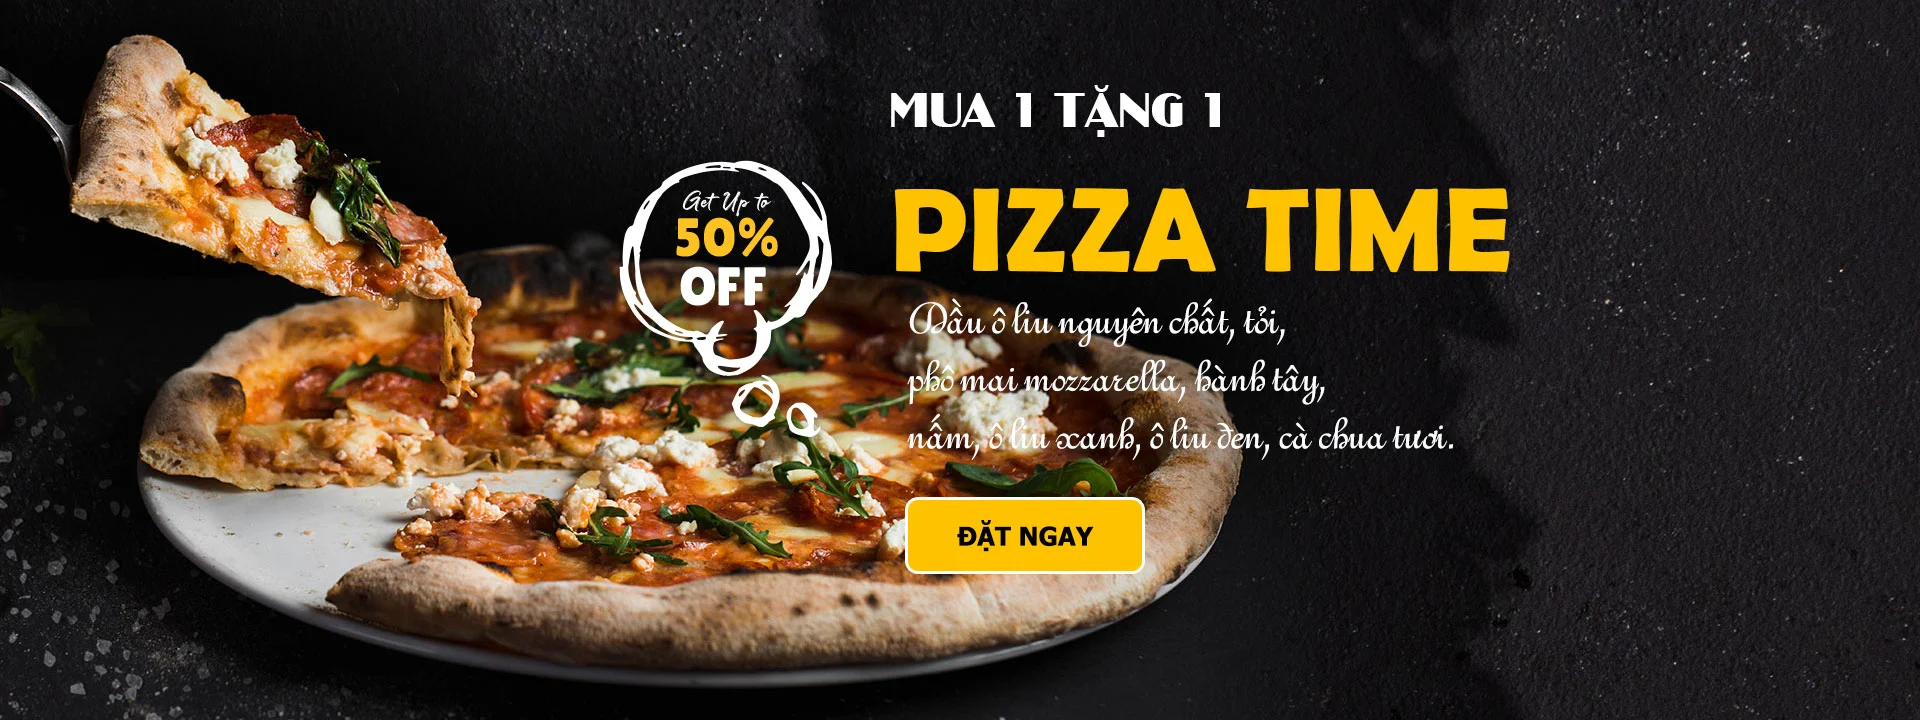 MUA 1 TẶNG 1
Get Up to
50%
OFF
PIZZA TIME
Dầu ô liu nguyên chất, tỏi,
phô mai mozzarella, hành tây,
nấm, ô liu xanh, ô liu đen, cà chua tươi.
ĐẶT NGAY